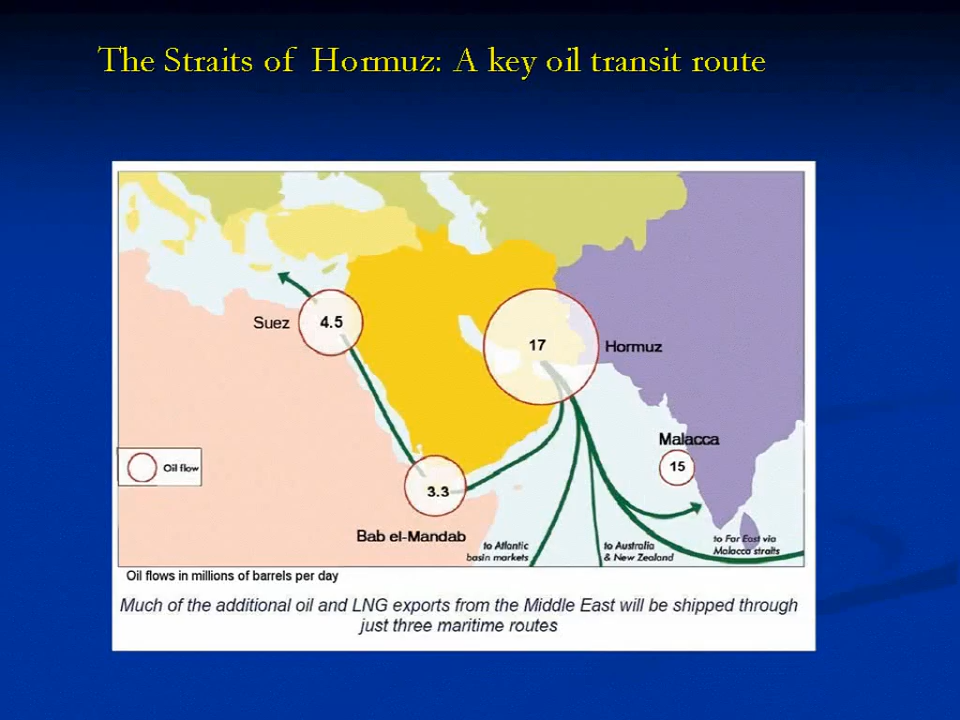 The Straits of Hormuz: A key oil transit route
Suez
4.5
17
Hormuz
Malacca
15
Oil flow
3.3
Bab el-Mandab
to Atlantic
basin markets
to Australia
& New Zealand
to Far East via
Malacca straits
Oil flows in millions of barrels per day
Much of the additional oil and LNG exports from the Middle East will be shipped through
just three maritime routes